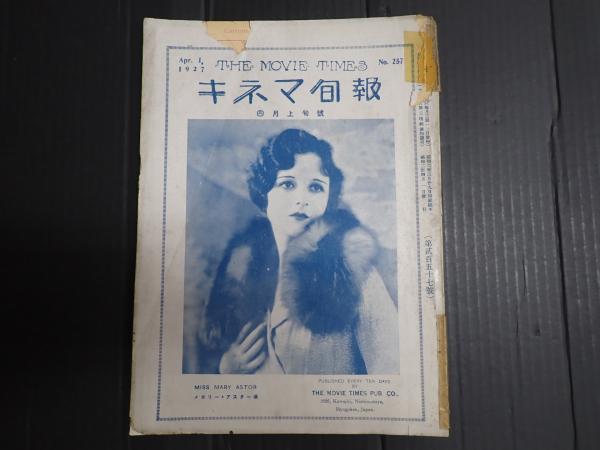 Apr. 1,
1927
THE MOVIE TIMES
No. 257
キネマ旬報
四月上旬號
(第貳百五十七號)
MISS MARY ASTOR
メリー・アスター孃
PUBLISHED EVERY TEN DAYS
BY
THE MOVIE TIMES PUB. CO.,
Hyogoken, Japan.